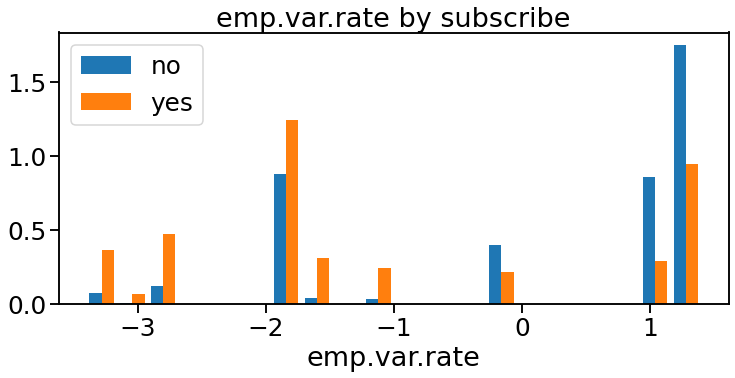 emp.var.rate by subscribe
no
yes
1.5
1.0
0.5
0.0
−3 −2 −1 0 1
emp.var.rate